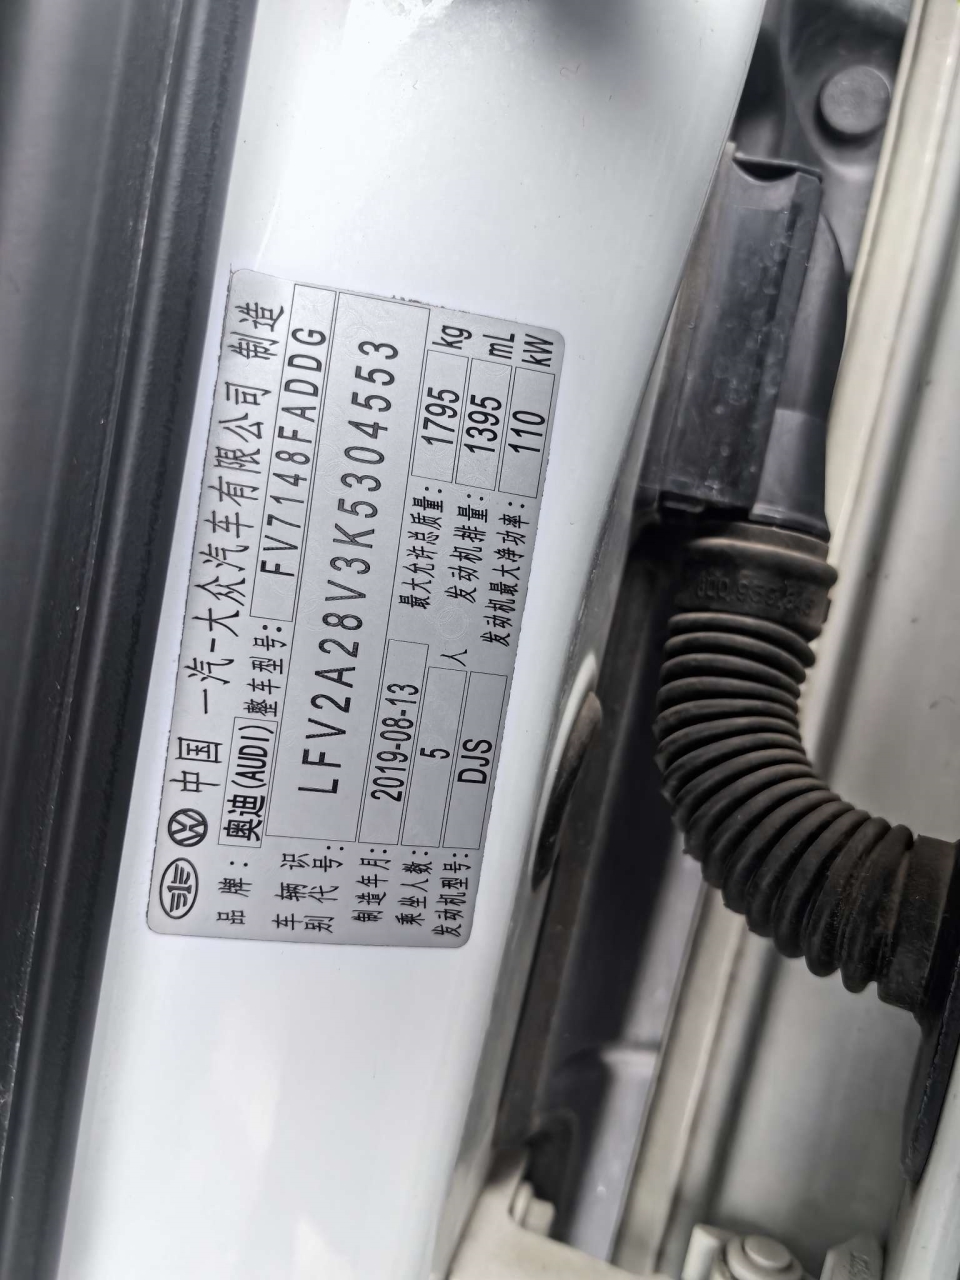 中国 一汽-大众汽车有限公司 制造
品牌: 奥迪(AUDI) 整车型号: FV7148FADDG
车辆识别代号: LFV2A28V3K5304553
制造年月: 2019-08-13 最大允许总质量: 1795 kg
乘坐人数: 5 人 发动机排量: 1395 mL
发动机型号: DJS 发动机最大净功率: 110 kW